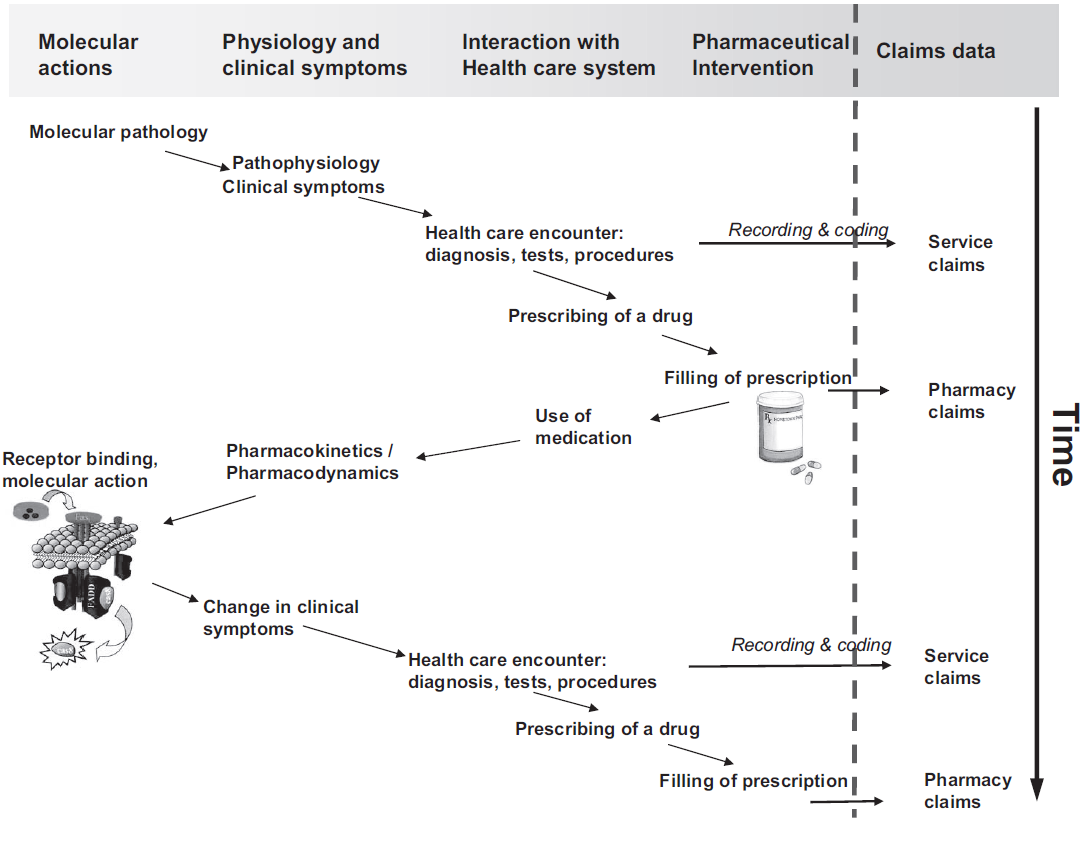 Molecular
actions
Physiology and
clinical symptoms
Interaction with
Health care system
Pharmaceutical
Intervention
Claims data
Molecular pathology
Pathophysiology
Clinical symptoms
Health care encounter:
diagnosis, tests, procedures
Recording & coding
Service
claims
Prescribing of a drug
Filling of prescription
Pharmacy
claims
Time
Use of
medication
Pharmacokinetics /
Pharmacodynamics
Receptor binding,
molecular action
FADD
Change in clinical
symptoms
Health care encounter:
diagnosis, tests, procedures
Recording & coding
Service
claims
Prescribing of a drug
Filling of prescription
Pharmacy
claims